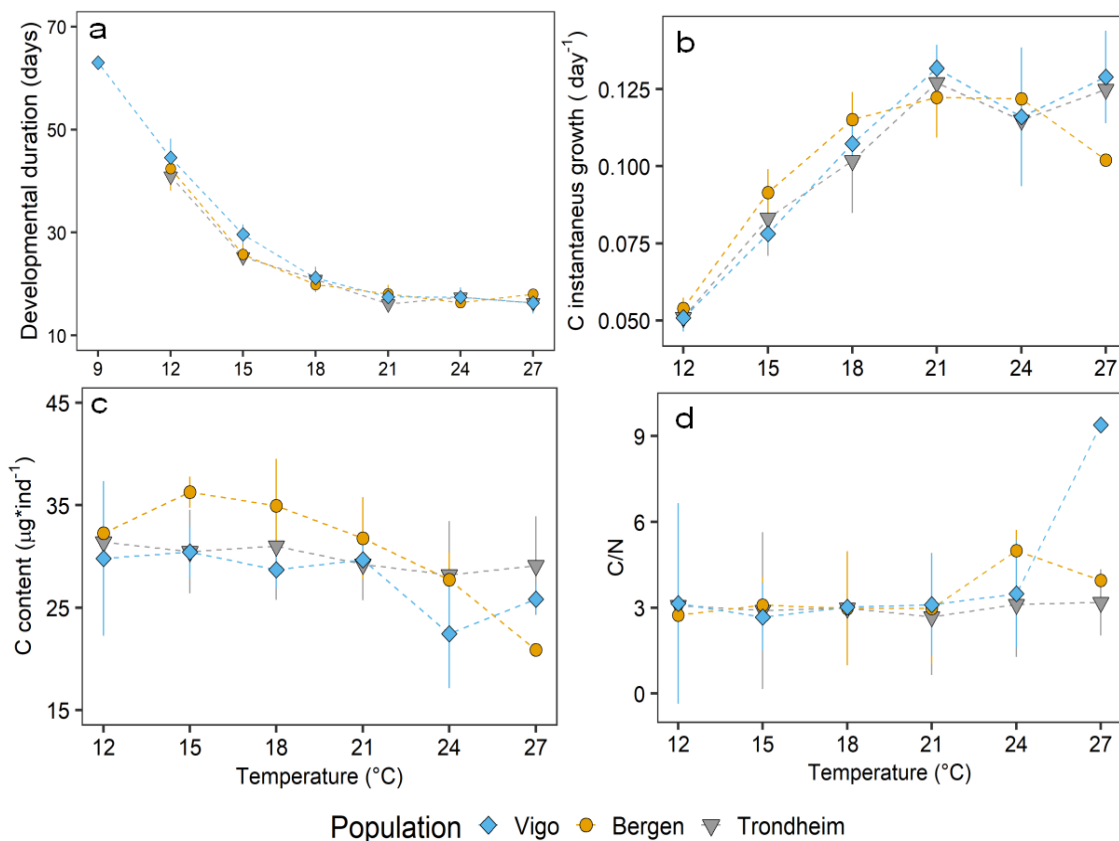 a
Developmental duration (days)
70
50
30
10
9 12 15 18 21 24 27
b
C instantaneus growth ( day⁻¹)
0.125
0.100
0.075
0.050
12 15 18 21 24 27
c
C content (µg*ind⁻¹)
45
35
25
15
12 15 18 21 24 27
Temperature (°C)
d
C/N
9
6
3
0
12 15 18 21 24 27
Temperature (°C)
Population Vigo Bergen Trondheim